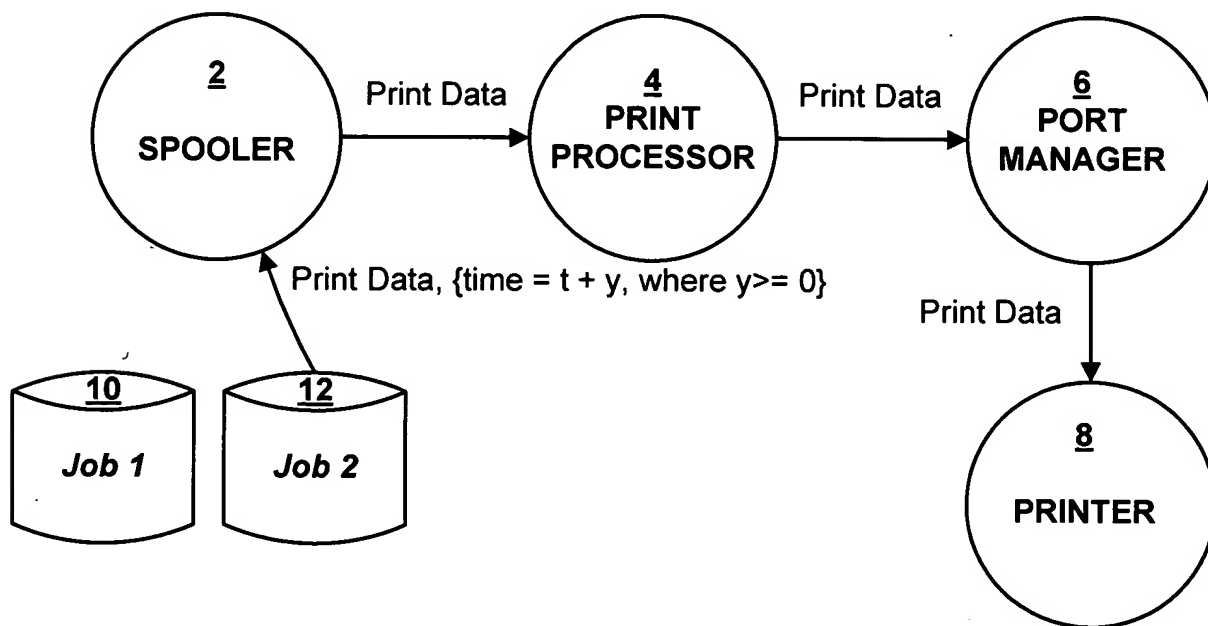 2
SPOOLER
Print Data
4
PRINT
PROCESSOR
Print Data
6
PORT
MANAGER
Print Data, {time = t + y, where y>= 0}
Print Data
10
Job 1
12
Job 2
8
PRINTER